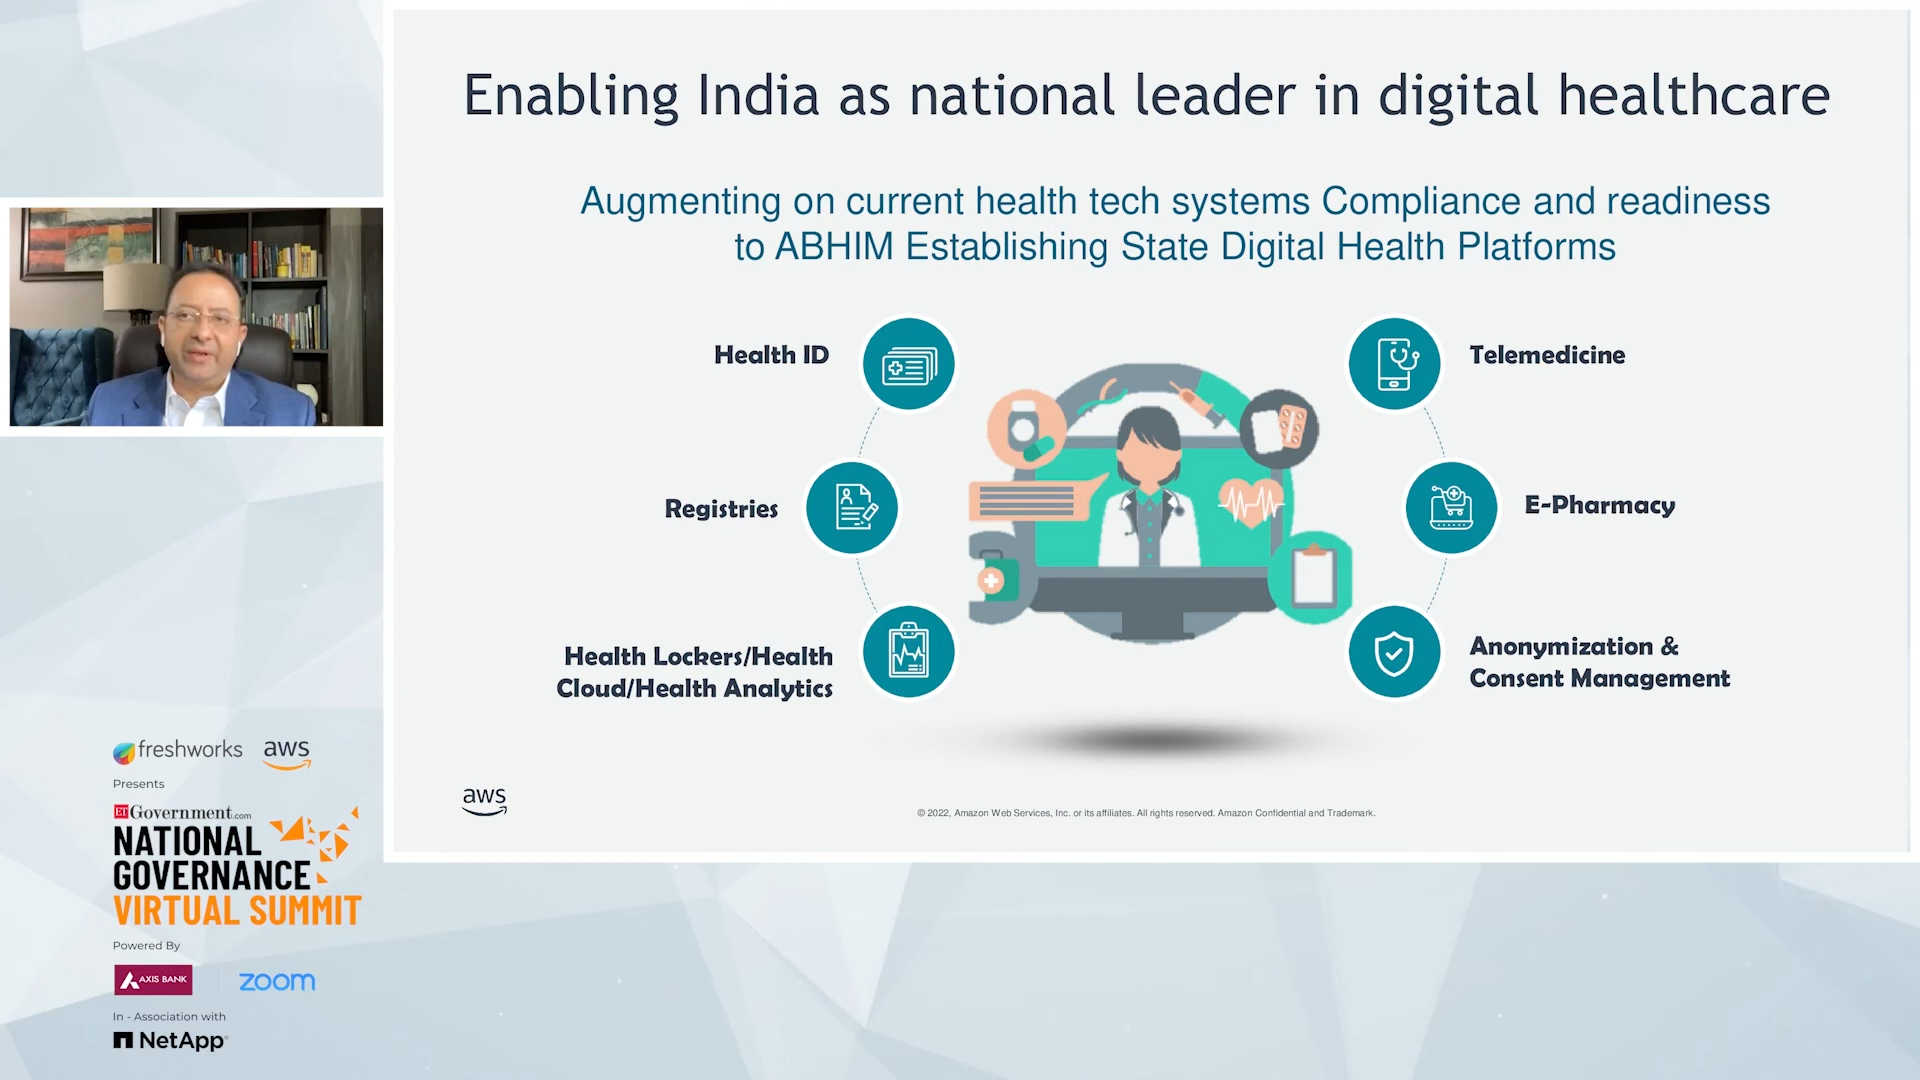 Enabling India as national leader in digital healthcare
Augmenting on current health tech systems Compliance and readiness
to ABHIM Establishing State Digital Health Platforms
Health ID
Telemedicine
Registries
E-Pharmacy
Health Lockers/Health
Cloud/Health Analytics
Anonymization &
Consent Management
aws
© 2022, Amazon Web Services, Inc. or its affiliates. All rights reserved. Amazon Confidential and Trademark.
freshworks aws
Presents
ET Government.com
NATIONAL
GOVERNANCE
VIRTUAL SUMMIT
Powered By
AXIS BANK zoom
In - Association with
NetApp